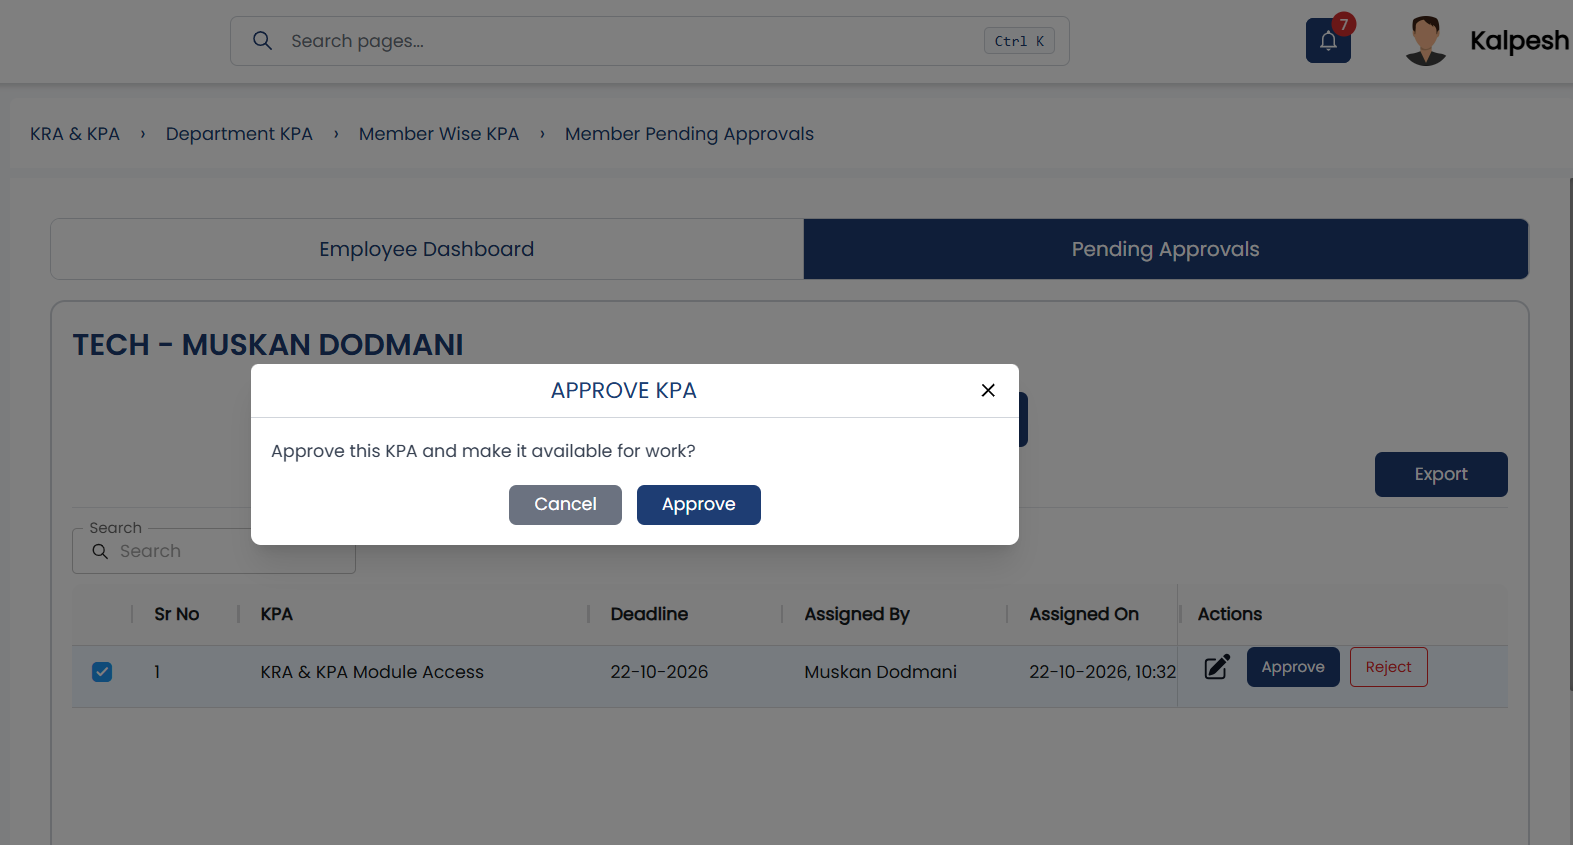 Search pages...
Ctrl K
7
Kalpesh
KRA & KPA › Department KPA › Member Wise KPA › Member Pending Approvals
Employee Dashboard
Pending Approvals
TECH - MUSKAN DODMANI
APPROVE KPA
Approve this KPA and make it available for work?
Cancel
Approve
Export
Search
Search
Sr No KPA Deadline Assigned By Assigned On Actions
1 KRA & KPA Module Access 22-10-2026 Muskan Dodmani 22-10-2026, 10:32 Approve Reject